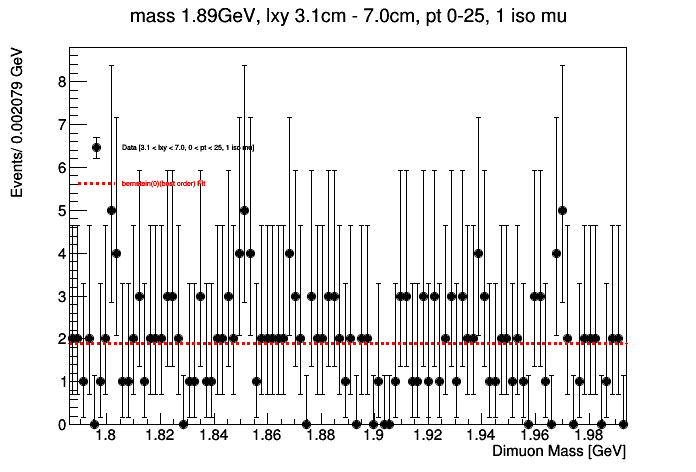 mass 1.89GeV, lxy 3.1cm - 7.0cm, pt 0-25, 1 iso mu
Events/ 0.002079 GeV
8
7
6
5
4
3
2
1
0
Data [3.1 < lxy < 7.0, 0 < pt < 25, 1 iso mu]
bernstein(0)(best order) fit
1.8 1.82 1.84 1.86 1.88 1.9 1.92 1.94 1.96 1.98
Dimuon Mass [GeV]